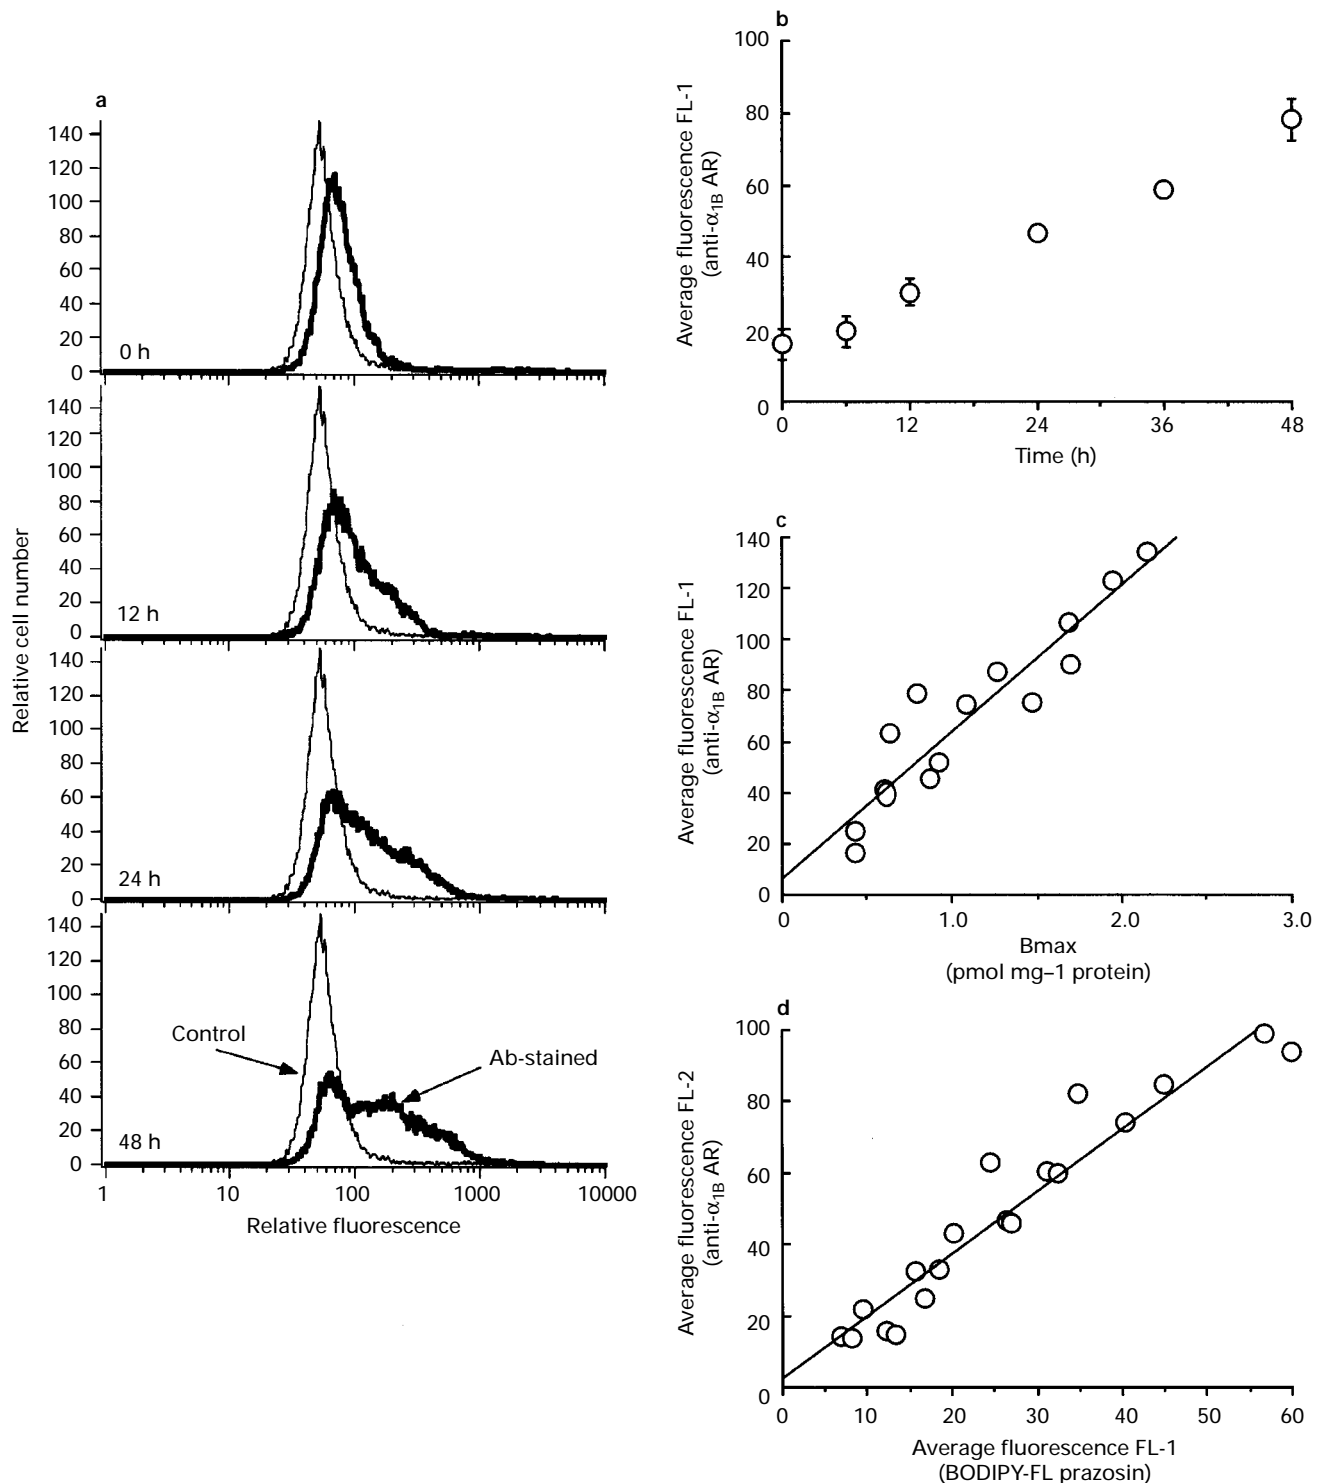 a
140
120
100
80
60
40
20
0
0 h
140
120
100
80
60
40
20
0
12 h
140
120
100
80
60
40
20
0
24 h
140
120
100
80
60
40
20
0
48 h
Control
Ab-stained
1 10 100 1000 10000
Relative fluorescence
Relative cell number
b
100
80
60
40
20
0
0 12 24 36 48
Time (h)
Average fluorescence FL-1
(anti-α1B AR)
c
140
120
100
80
60
40
20
0
0 1.0 2.0 3.0
Bmax
(pmol mg–1 protein)
Average fluorescence FL-1
(anti-α1B AR)
d
100
80
60
40
20
0
0 10 20 30 40 50 60
Average fluorescence FL-1
(BODIPY-FL prazosin)
Average fluorescence FL-2
(anti-α1B AR)